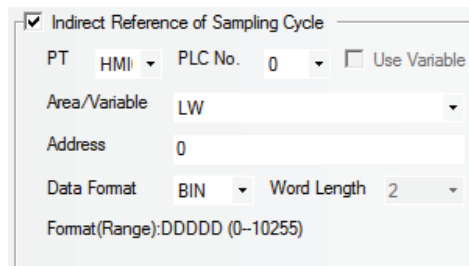 Indirect Reference of Sampling Cycle
PT HMI PLC No. 0 Use Variable
Area/Variable LW
Address 0
Data Format BIN Word Length 2
Format(Range):DDDDD (0--10255)